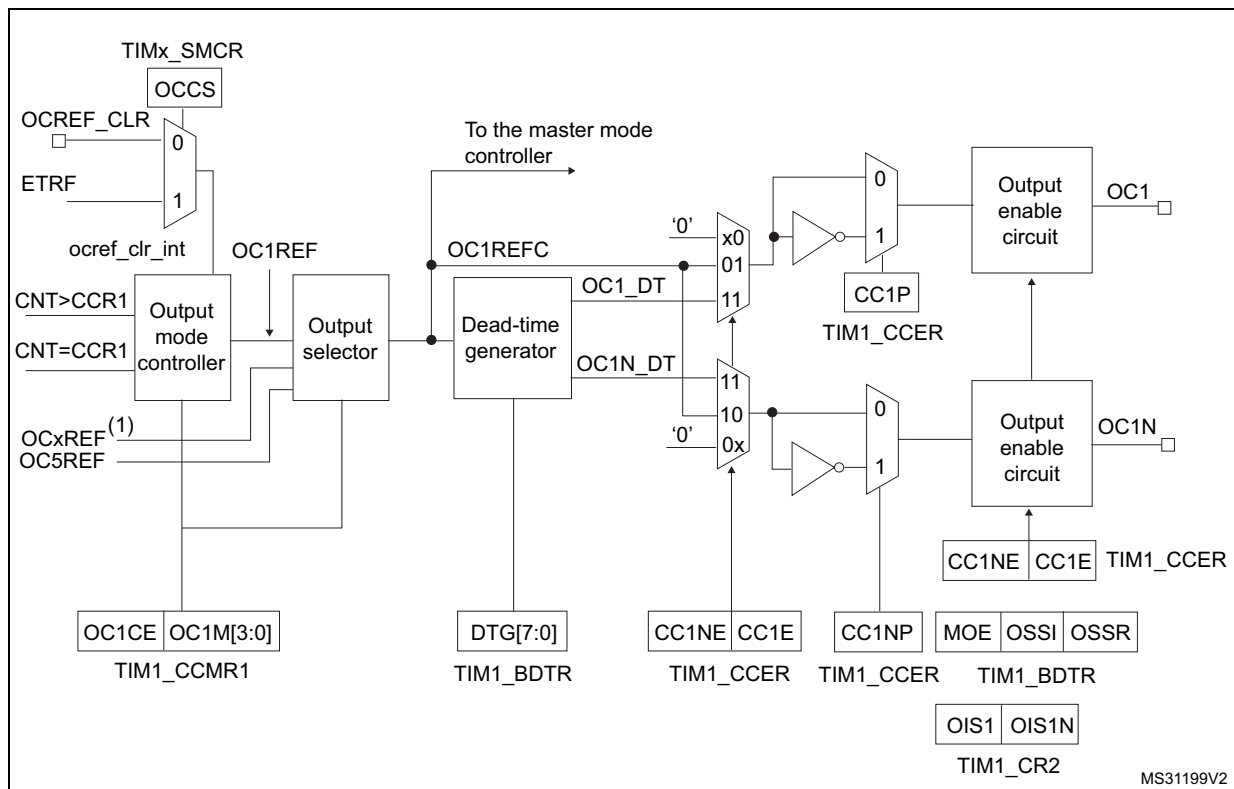 TIMx_SMCR
OCCS
OCREF_CLR
0
ETRF
1
ocref_clr_int
To the master mode
controller
OC1REF
CNT>CCR1
CNT=CCR1
Output
mode
controller
Output
selector
OCxREF(1)
OC5REF
OC1REFC
Dead-time
generator
OC1_DT
OC1N_DT
‘0’
x0
01
11
11
10
‘0’
0x
0
1
CC1P
TIM1_CCER
Output
enable
circuit
OC1
0
1
Output
enable
circuit
OC1N
CC1NE CC1E TIM1_CCER
OC1CE OC1M[3:0]
TIM1_CCMR1
DTG[7:0]
TIM1_BDTR
CC1NE CC1E
TIM1_CCER
CC1NP
TIM1_CCER
MOE OSSI OSSR
TIM1_BDTR
OIS1 OIS1N
TIM1_CR2
MS31199V2